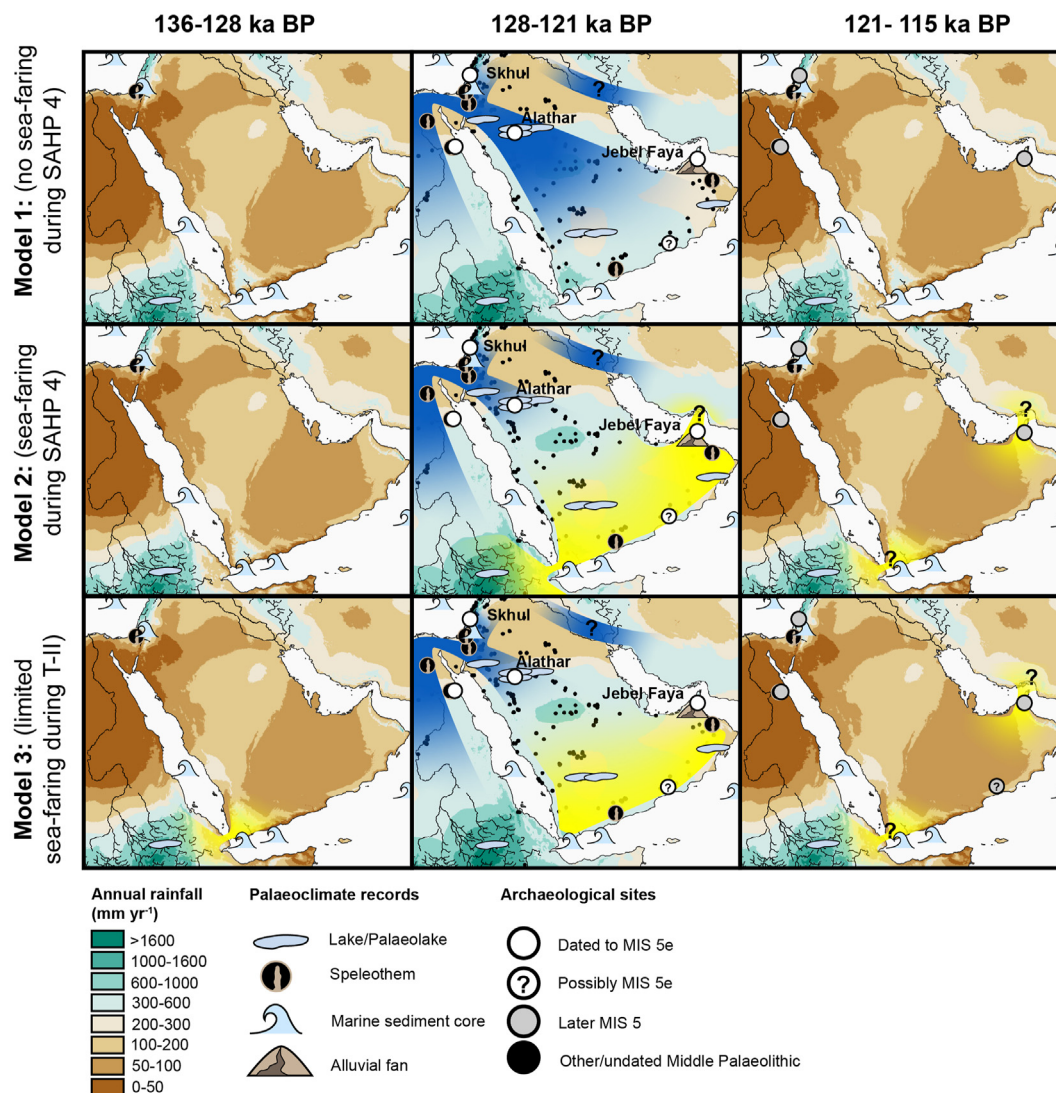 136-128 ka BP
128-121 ka BP
121- 115 ka BP
Model 1: (no sea-faring
during SAHP 4)
Skhul
?
Alathar
Jebel Faya
?
Model 2: (sea-faring
during SAHP 4)
Skhul
?
Alathar
?
Jebel Faya
?
?
?
Model 3: (limited
sea-faring during T-II)
Skhul
?
Alathar
Jebel Faya
?
?
?
?
Annual rainfall
(mm yr⁻¹)
>1600
1000-1600
600-1000
300-600
200-300
100-200
50-100
0-50
Palaeoclimate records
Lake/Palaeolake
Speleothem
Marine sediment core
Alluvial fan
Archaeological sites
Dated to MIS 5e
? Possibly MIS 5e
Later MIS 5
Other/undated Middle Palaeolithic